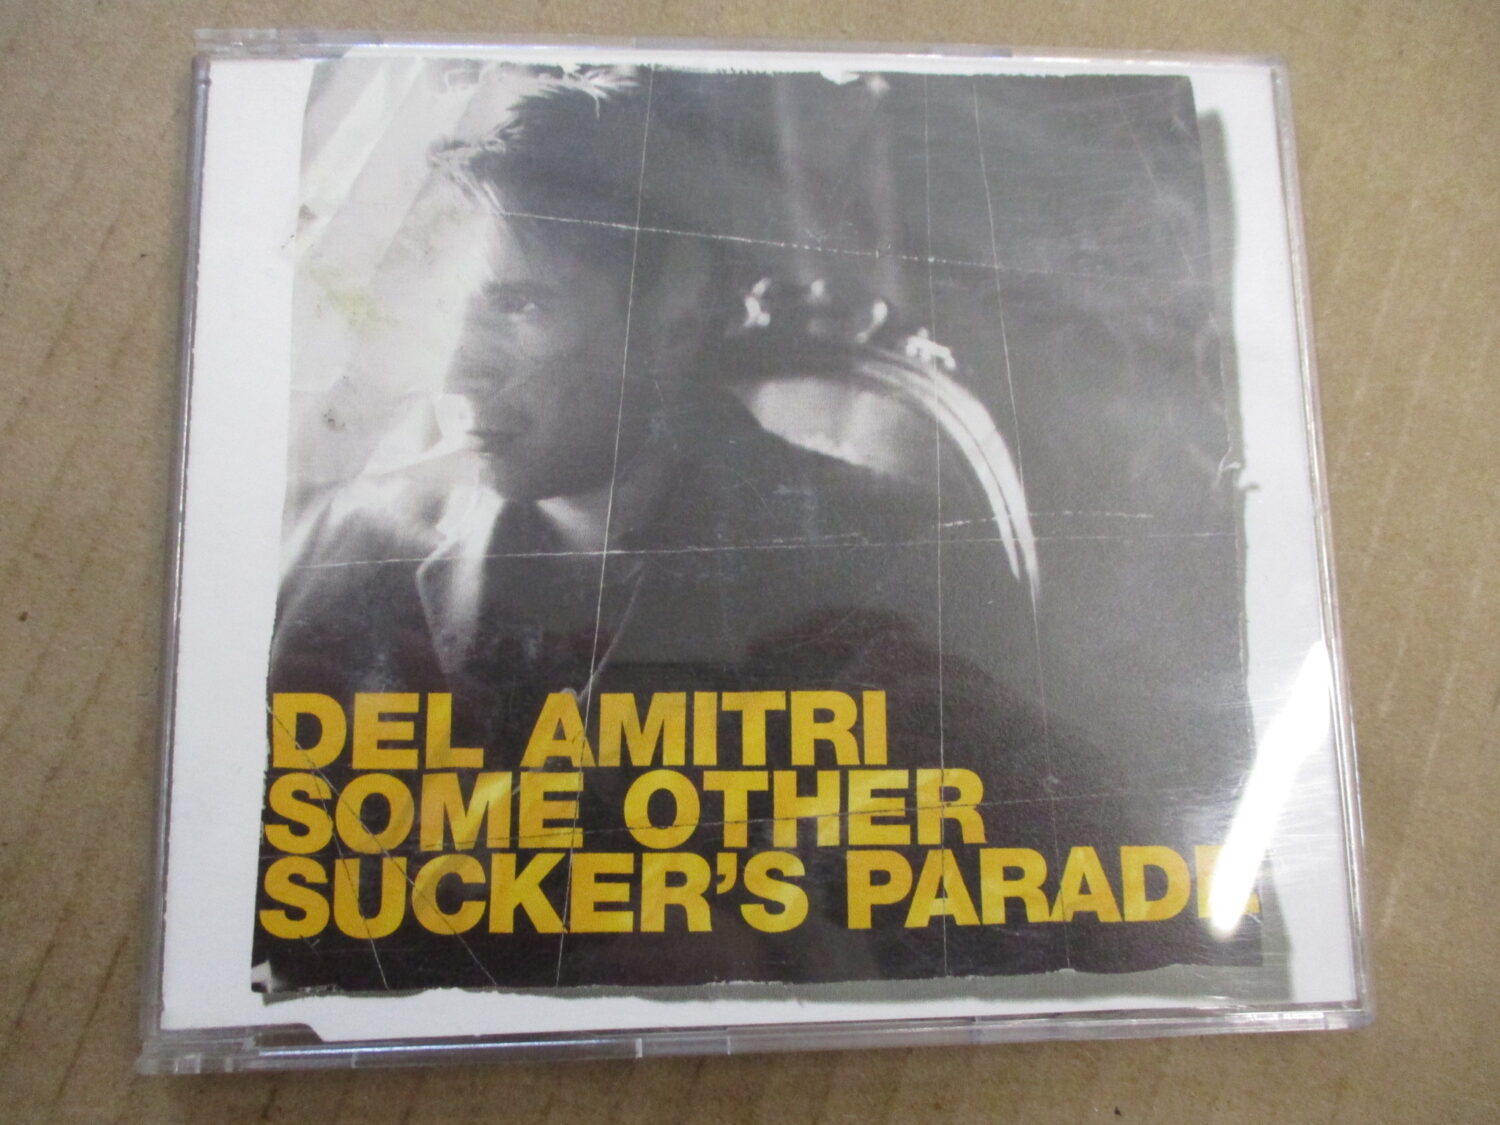 DEL AMITRI
SOME OTHER
SUCKER'S PARADE